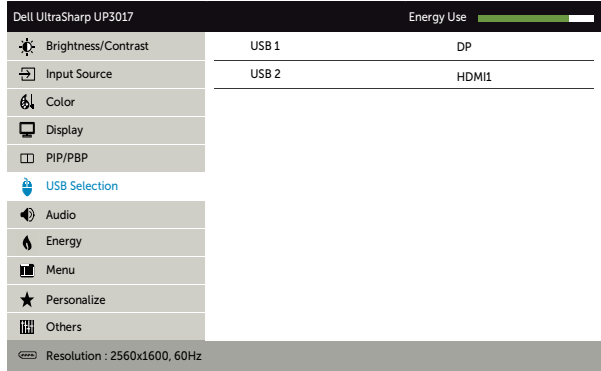 Dell UltraSharp UP3017 Energy Use
Brightness/Contrast USB 1 DP
Input Source USB 2 HDMI1
Color
Display
PIP/PBP
USB Selection
Audio
Energy
Menu
Personalize
Others
Resolution : 2560x1600, 60Hz